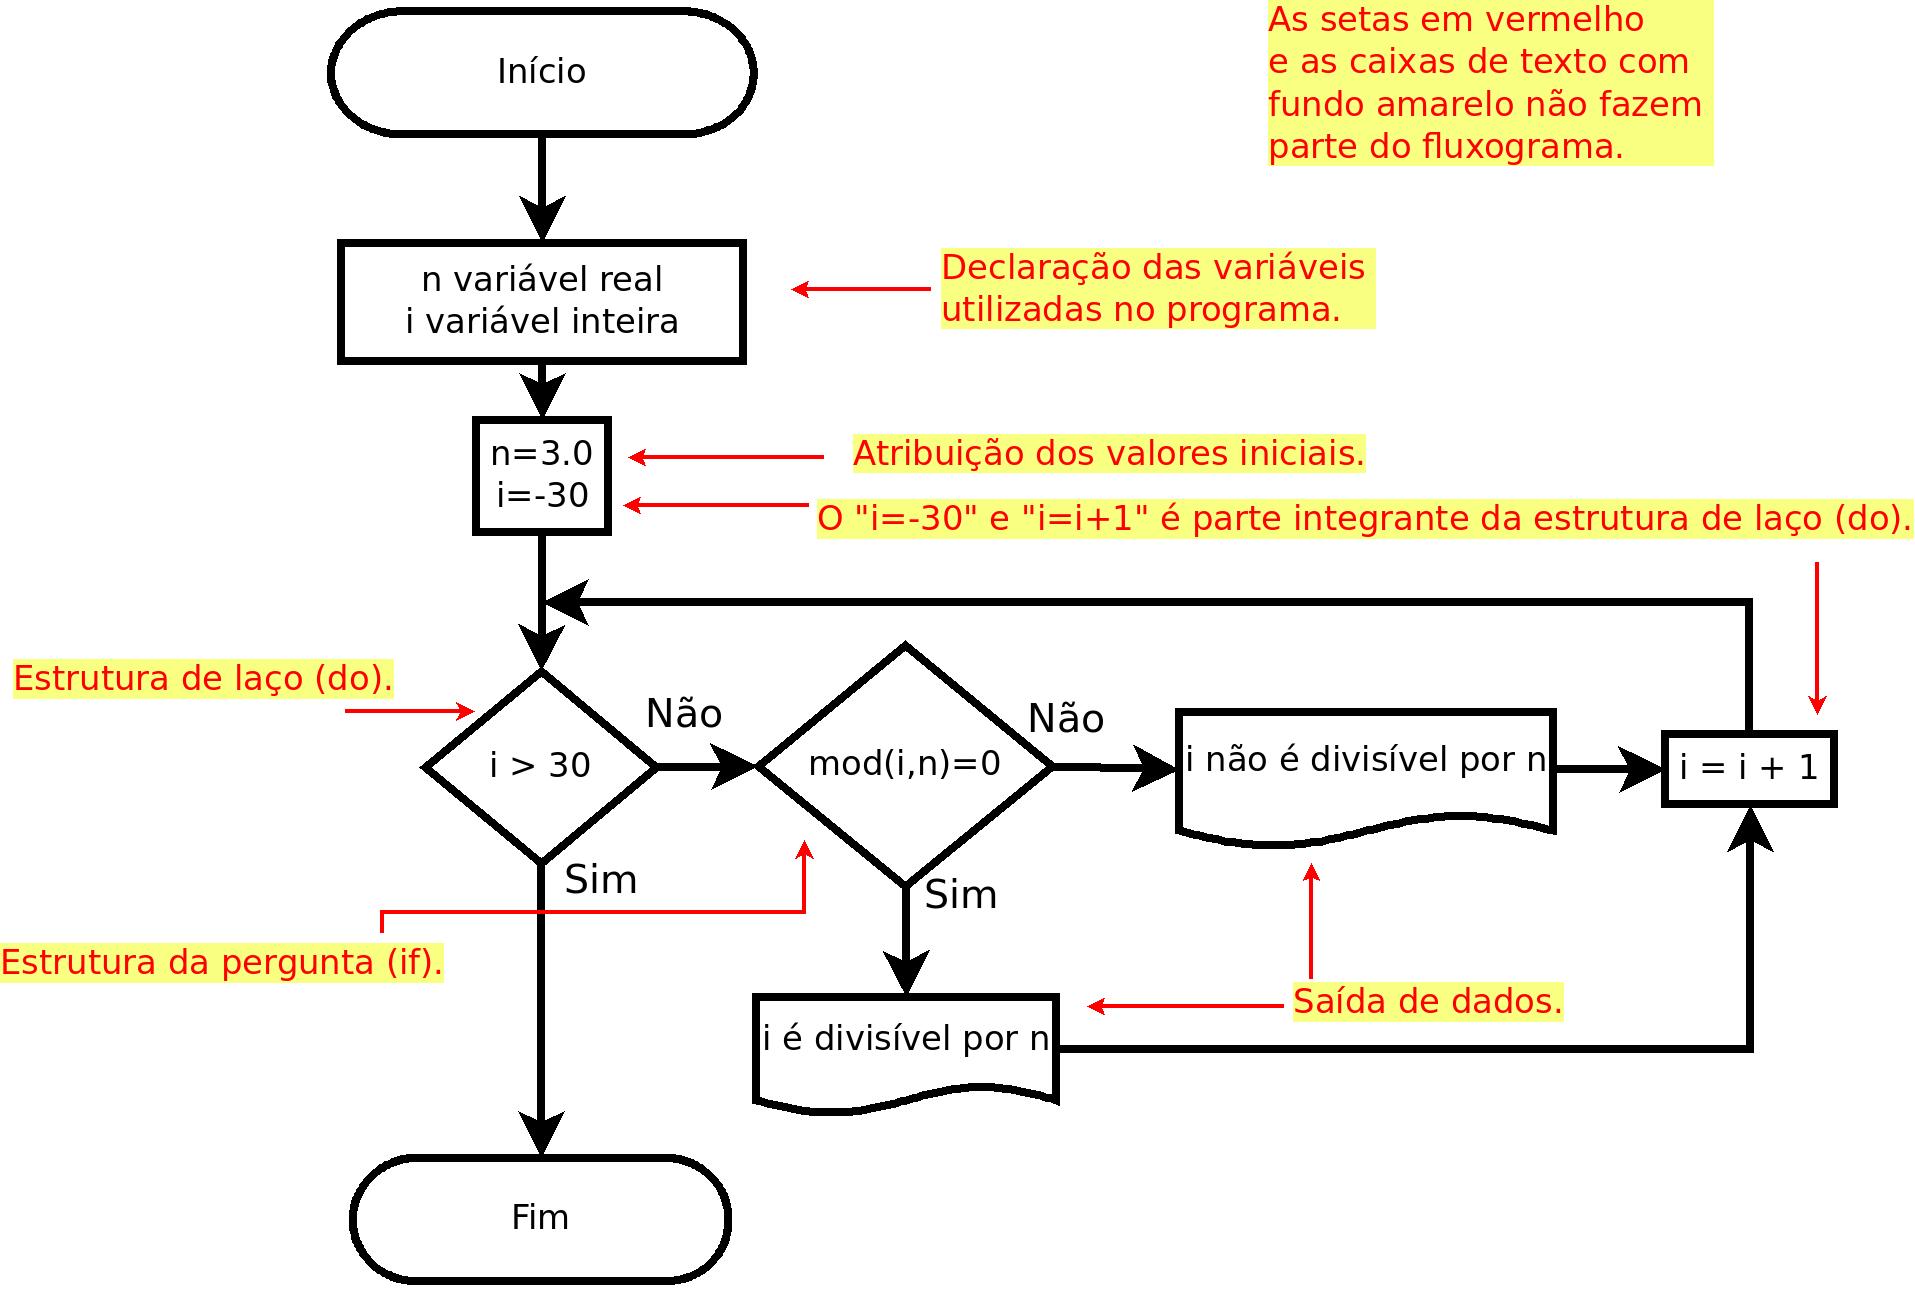 Início
As setas em vermelho
e as caixas de texto com
fundo amarelo não fazem
parte do fluxograma.
n variável real
i variável inteira
Declaração das variáveis
utilizadas no programa.
n=3.0
i=-30
Atribuição dos valores iniciais.
O "i=-30" e "i=i+1" é parte integrante da estrutura de laço (do).
Estrutura de laço (do).
i > 30
Não
Sim
mod(i,n)=0
Não
Sim
i não é divisível por n
i = i + 1
Estrutura da pergunta (if).
Saída de dados.
i é divisível por n
Fim